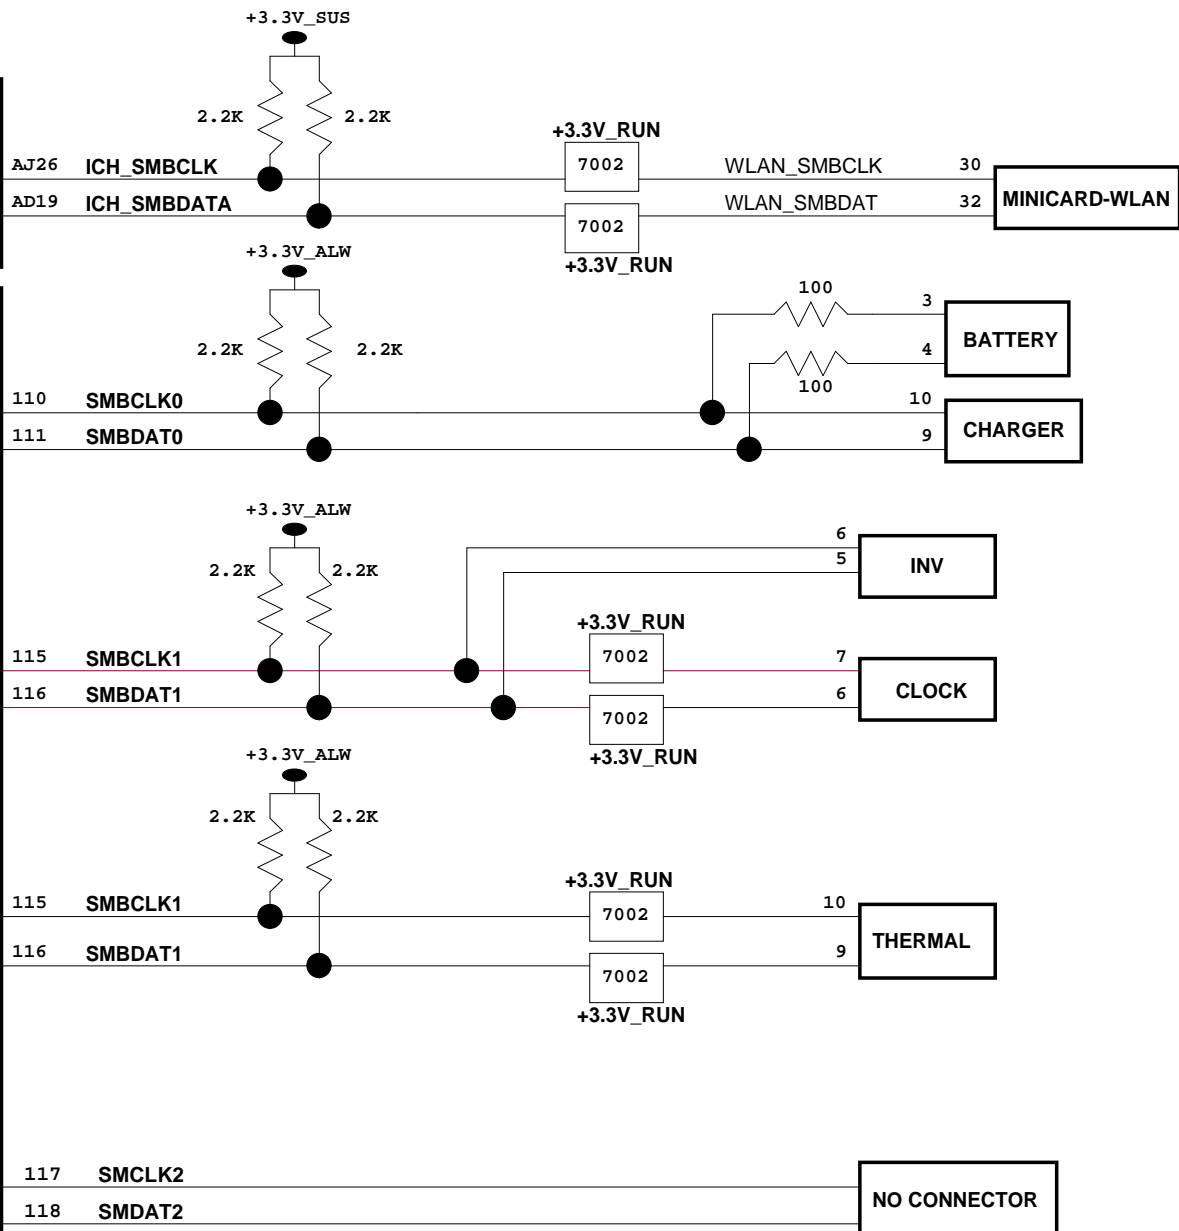 +3.3V_SUS
2.2K 2.2K
+3.3V_RUN
AJ26 ICH_SMBCLK 7002 WLAN_SMBCLK 30
AD19 ICH_SMBDATA WLAN_SMBDAT 32 MINICARD-WLAN
7002
+3.3V_RUN
+3.3V_ALW
100
3
2.2K 2.2K BATTERY
4
100
110 SMBCLK0 10
111 SMBDAT0 9 CHARGER
+3.3V_ALW
6
5 INV
2.2K 2.2K
+3.3V_RUN
115 SMBCLK1 7002 7
116 SMBDAT1 6 CLOCK
7002
+3.3V_RUN
+3.3V_ALW
2.2K 2.2K
+3.3V_RUN
115 SMBCLK1 7002 10
THERMAL
116 SMBDAT1 9
7002
+3.3V_RUN
117 SMCLK2
NO CONNECTOR
118 SMDAT2